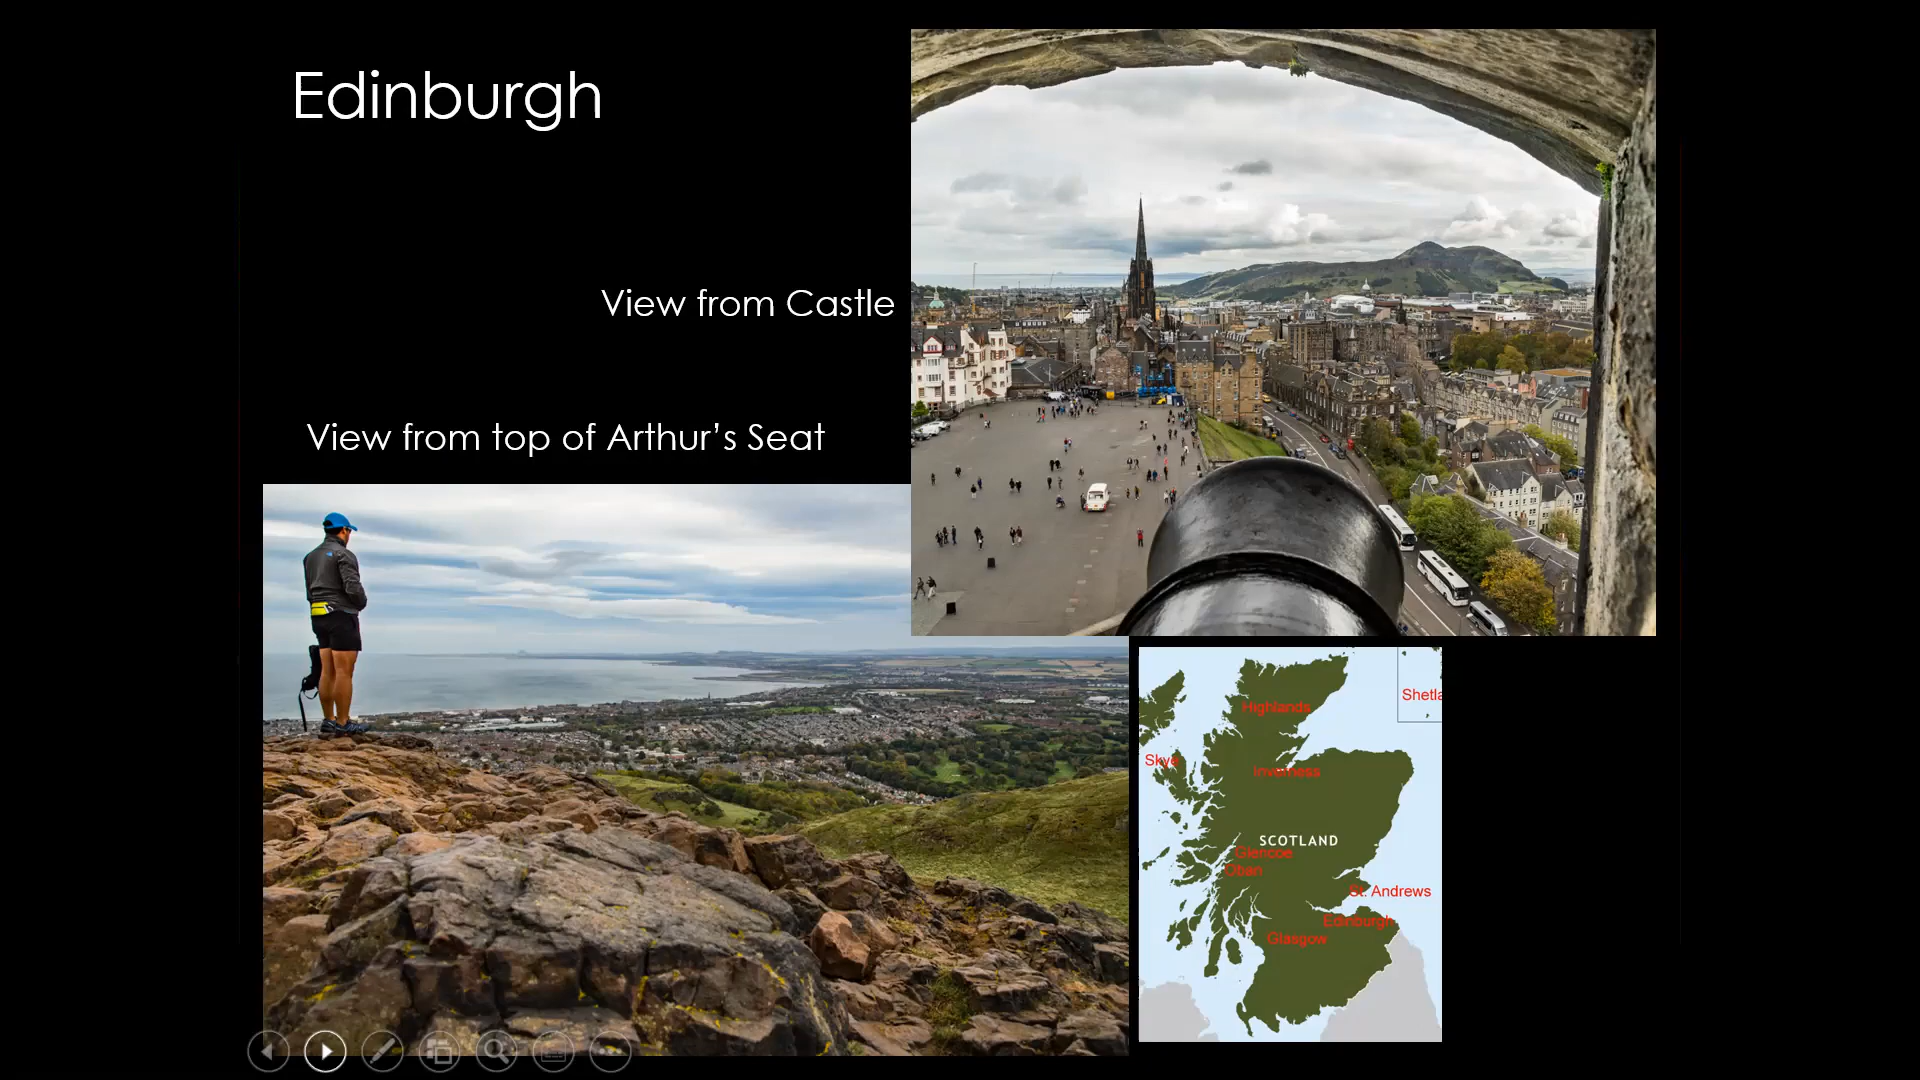 Edinburgh
View from Castle
View from top of Arthur’s Seat
Highlands
Shetla
Skye
Inverness
SCOTLAND
Glencoe
Oban
St. Andrews
Edinburgh
Glasgow